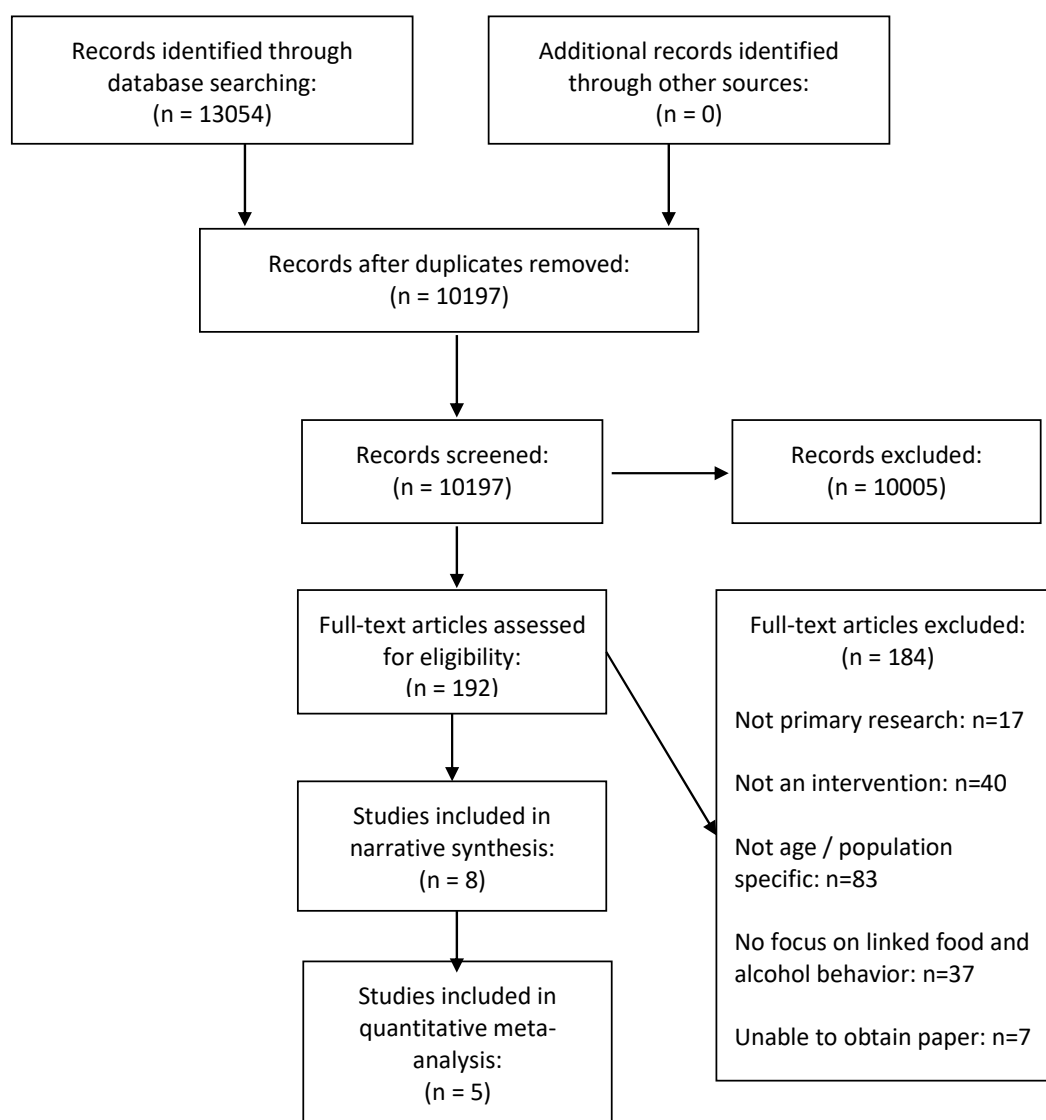 Records identified through
database searching:
(n = 13054)
Additional records identified
through other sources:
(n = 0)
Records after duplicates removed:
(n = 10197)
Records screened:
(n = 10197)
Records excluded:
(n = 10005)
Full-text articles assessed
for eligibility:
(n = 192)
Full-text articles excluded:
(n = 184)
Not primary research: n=17
Not an intervention: n=40
Not age / population
specific: n=83
No focus on linked food and
alcohol behavior: n=37
Unable to obtain paper: n=7
Studies included in
narrative synthesis:
(n = 8)
Studies included in
quantitative meta-
analysis:
(n = 5)